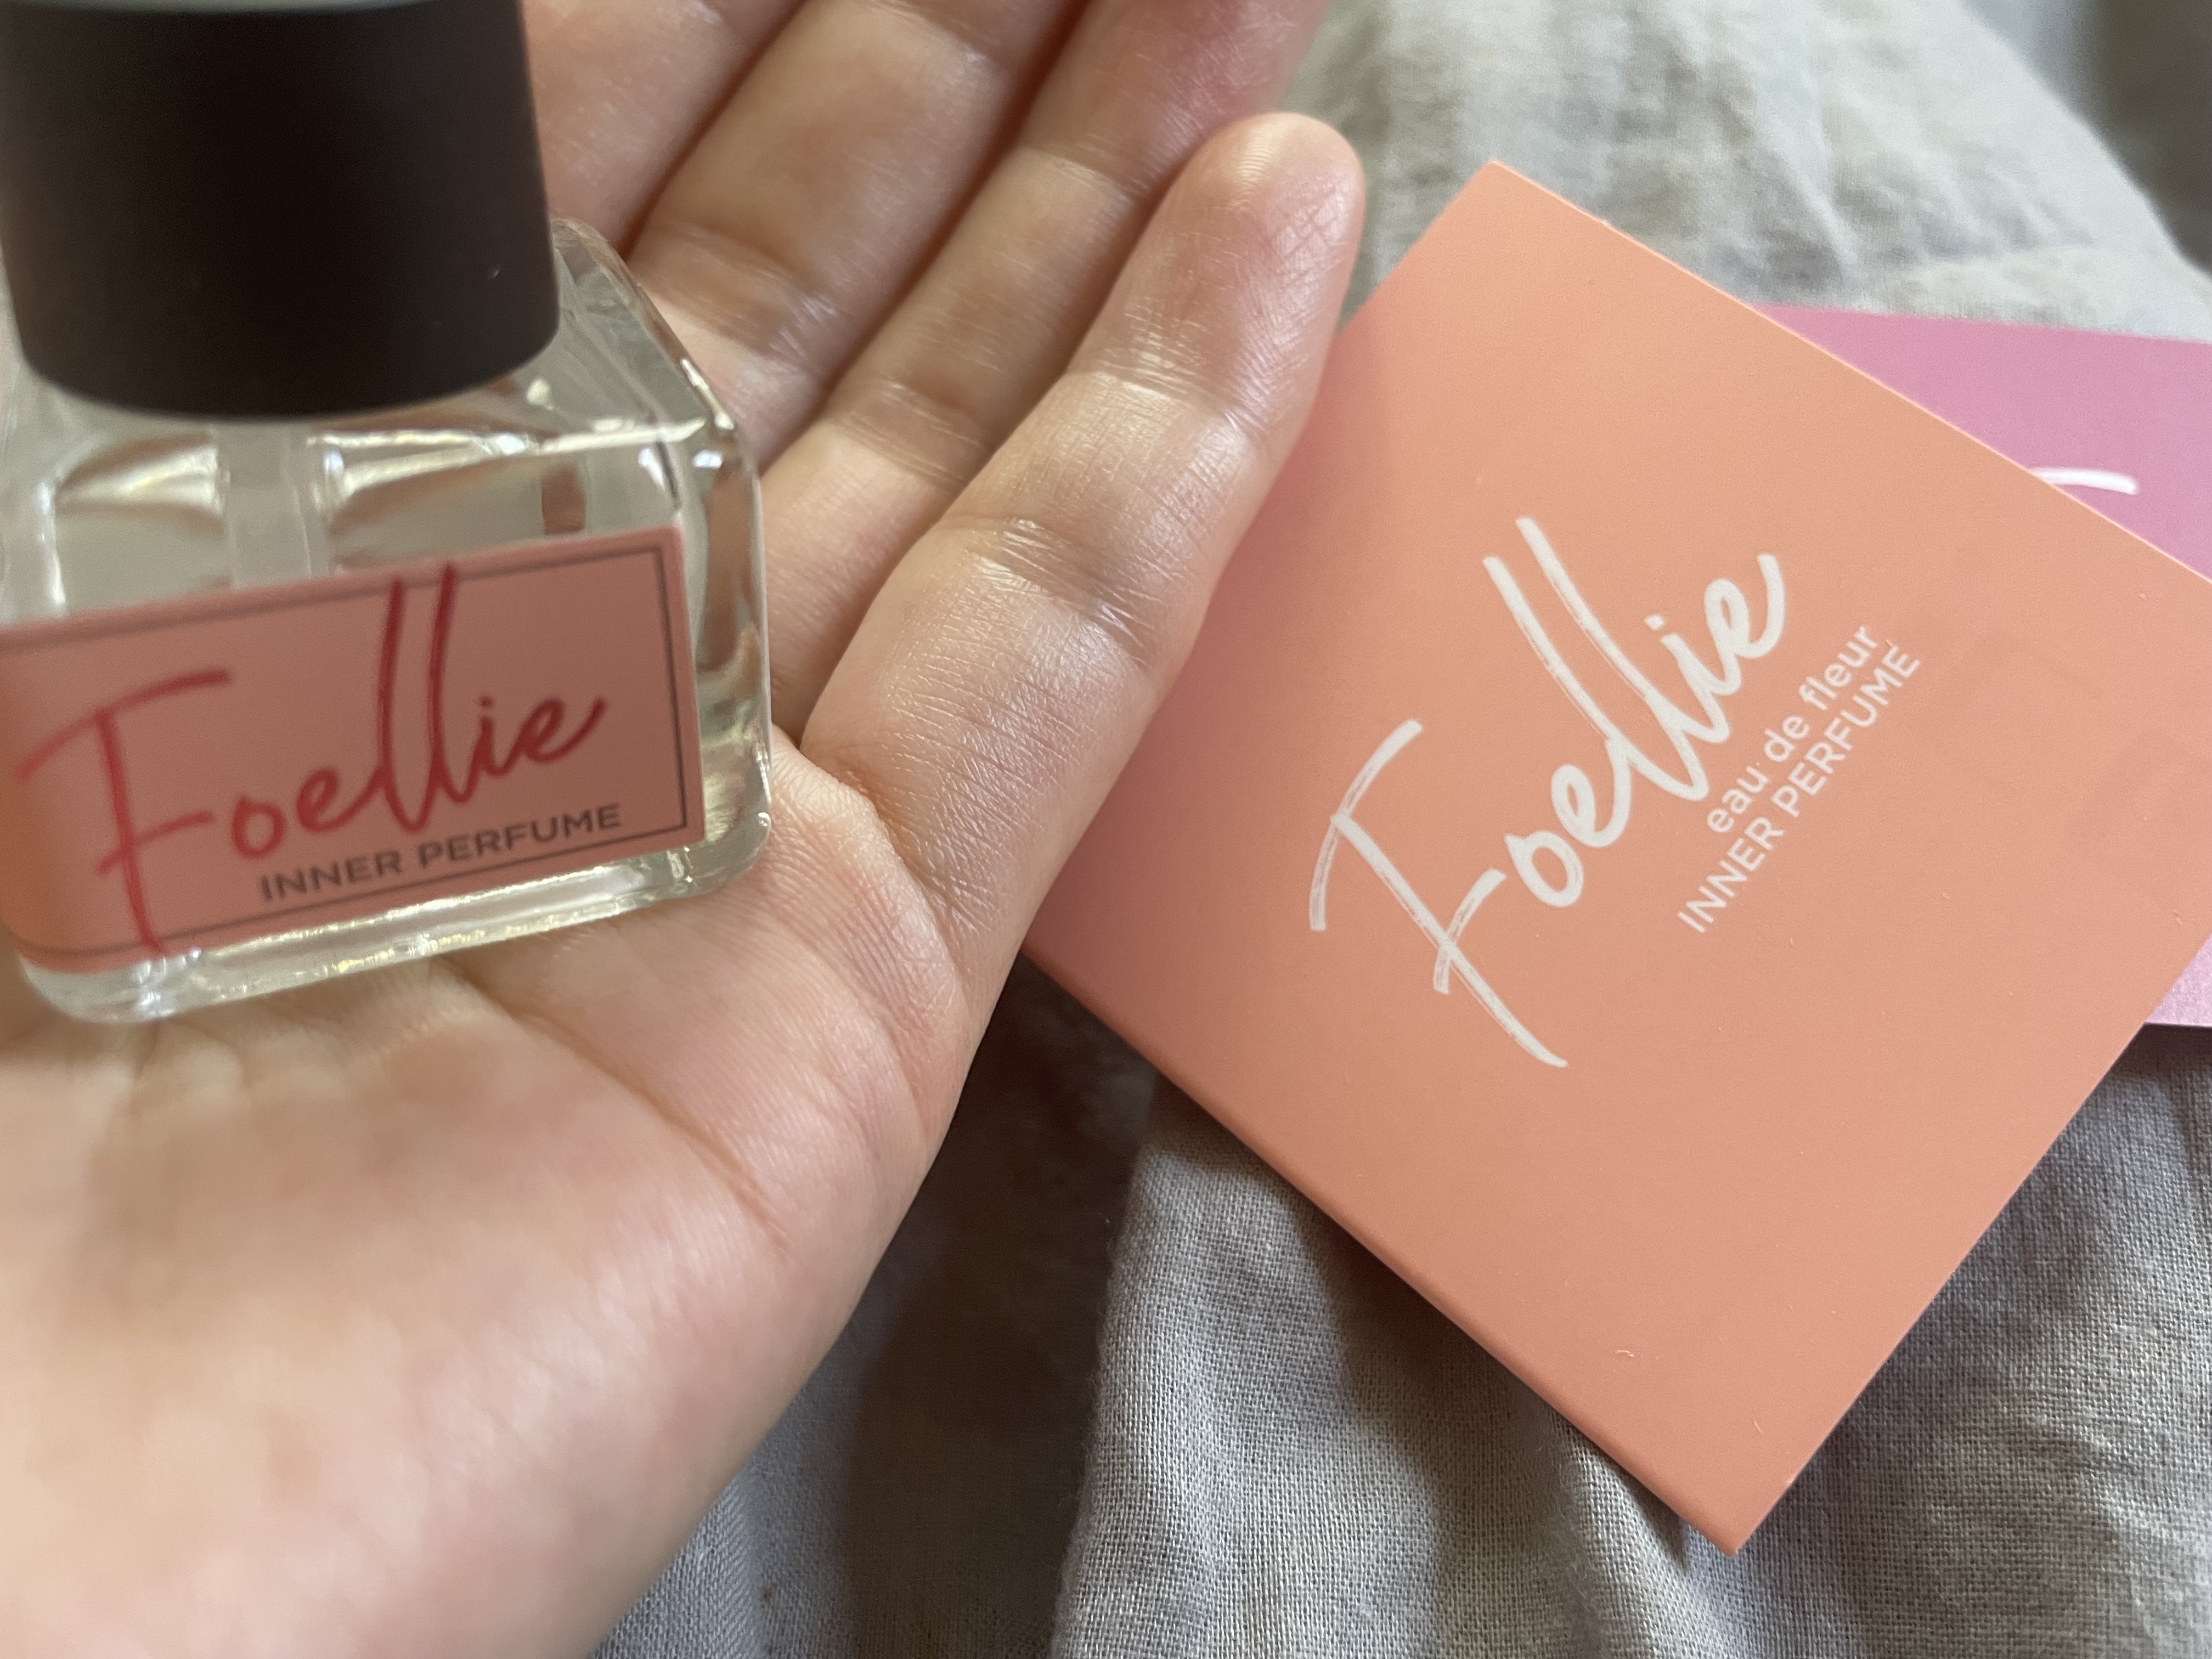 Foellie
INNER PERFUME
Foellie
eau de fleur
INNER PERFUME